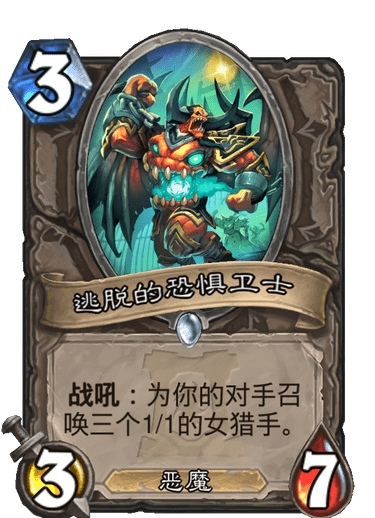 3
逃脱的恐惧卫士
战吼：为你的对手召
唤三个1/1的女猎手。
3
恶魔
7